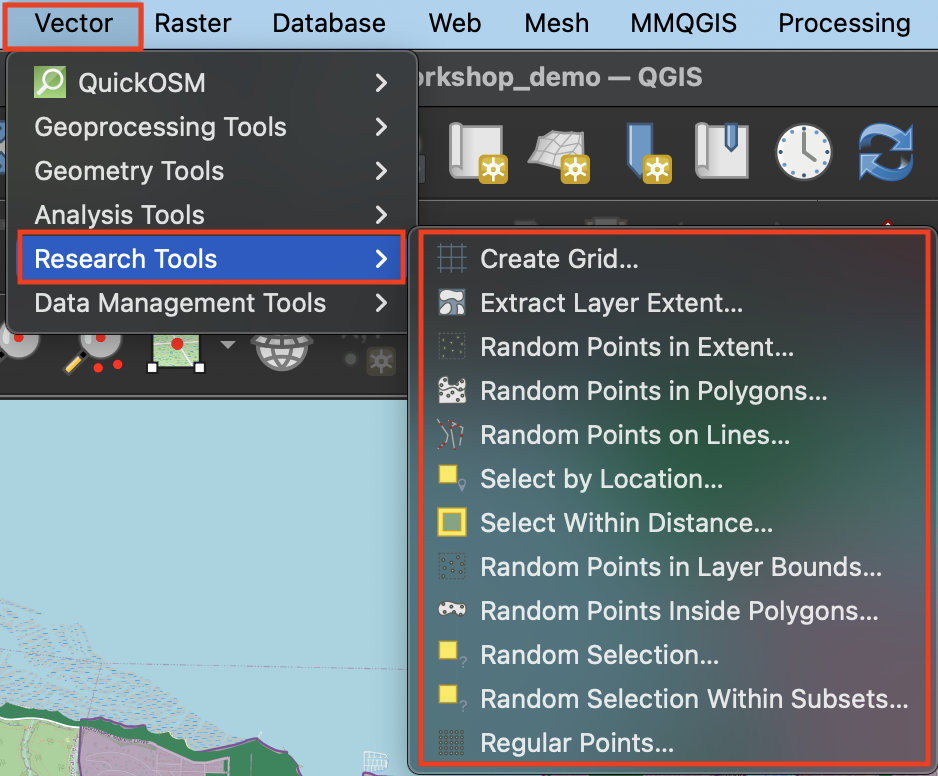 Vector Raster Database Web Mesh MMQGIS Processing
orkshop_demo — QGIS
QuickOSM
Geoprocessing Tools
Geometry Tools
Analysis Tools
Research Tools
Data Management Tools
Create Grid...
Extract Layer Extent...
Random Points in Extent...
Random Points in Polygons...
Random Points on Lines...
Select by Location...
Select Within Distance...
Random Points in Layer Bounds...
Random Points Inside Polygons...
Random Selection...
Random Selection Within Subsets...
Regular Points...